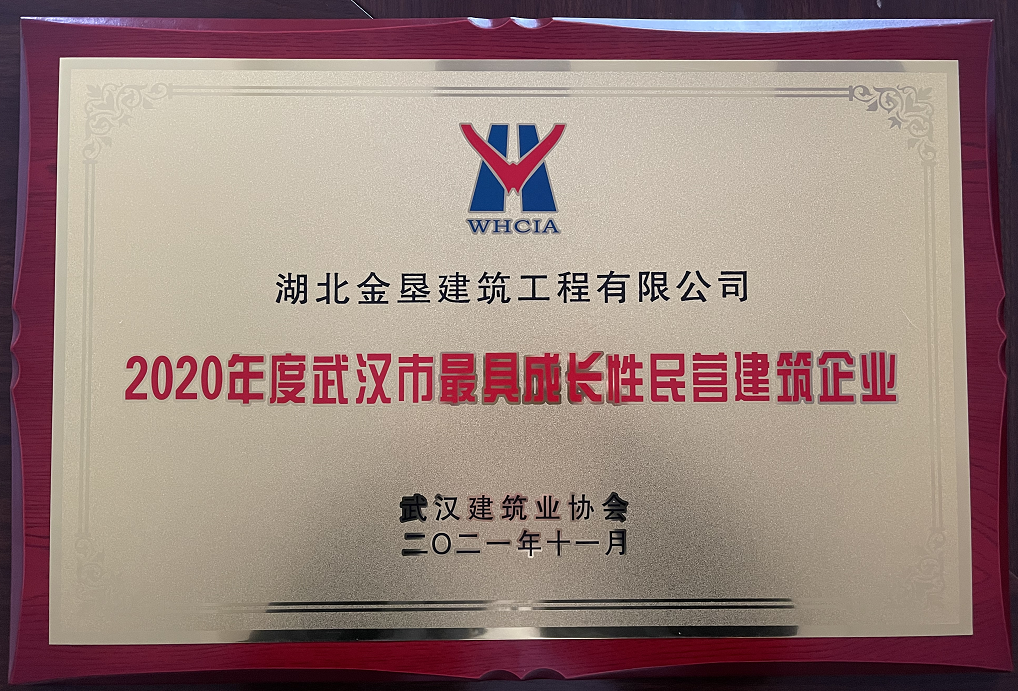 WHCIA
湖北金垦建筑工程有限公司
2020年度武汉市最具成长性民营建筑企业
武汉建筑业协会
二〇二一年十一月